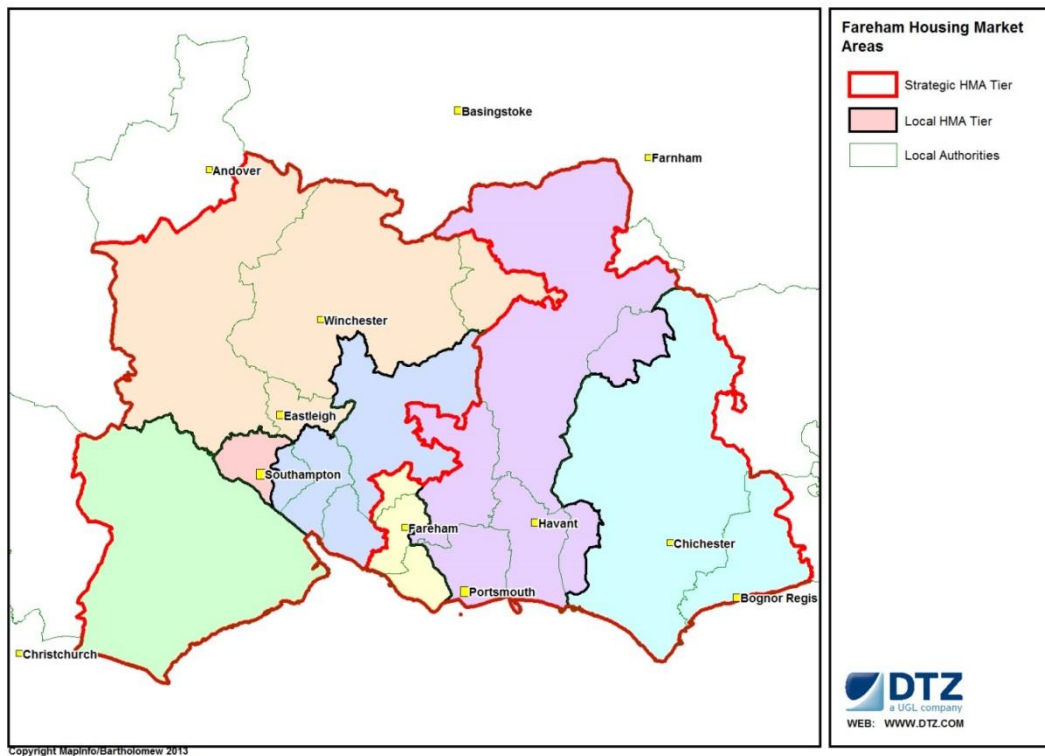 Fareham Housing Market
Areas
Strategic HMA Tier
Local HMA Tier
Local Authorities
Basingstoke
Farnham
Andover
Winchester
Eastleigh
Southampton
Fareham
Havant
Chichester
Portsmouth
Bognor Regis
Christchurch
DTZ
a UGL company
WEB: WWW.DTZ.COM
Copyright MapInfo/Bartholomew 2013